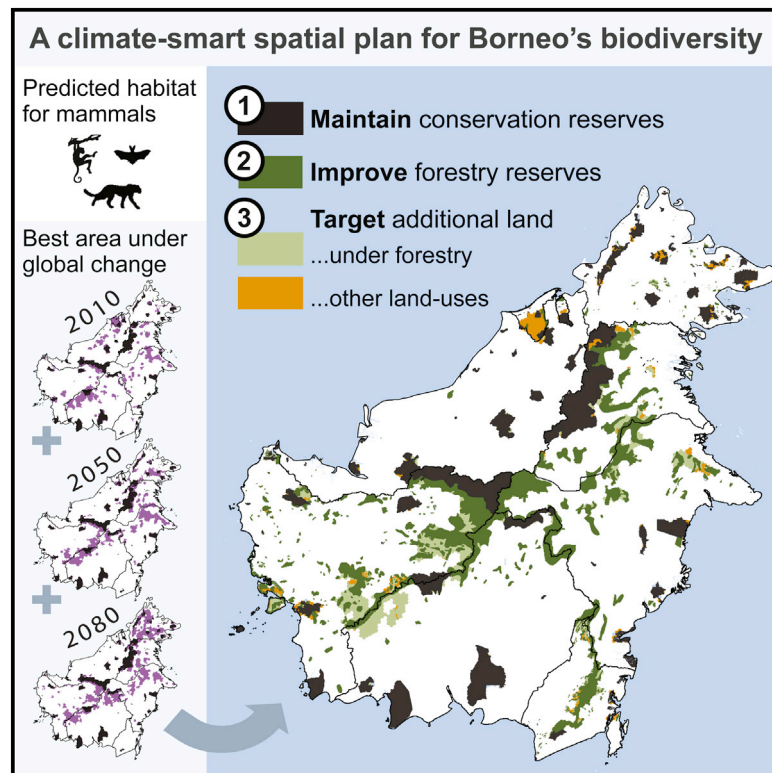 A climate-smart spatial plan for Borneo's biodiversity
Predicted habitat
for mammals
Best area under
global change
2010
+
2050
+
2080
1 Maintain conservation reserves
2 Improve forestry reserves
3 Target additional land
...under forestry
...other land-uses